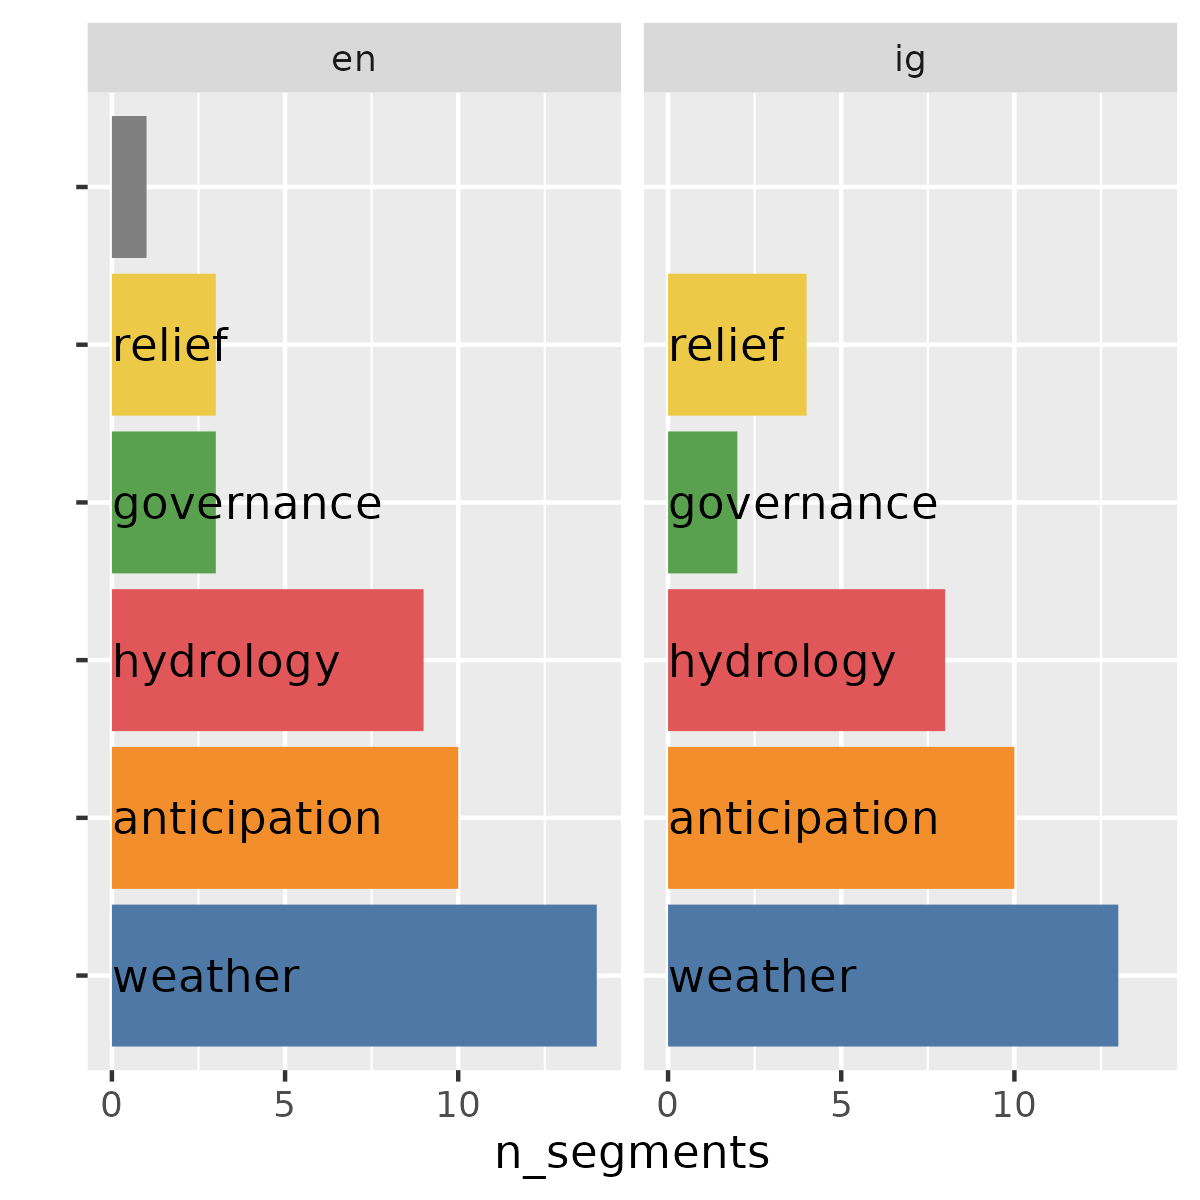 en
ig
relief
relief
governance
governance
hydrology
hydrology
anticipation
anticipation
weather
weather
0 5 10
0 5 10
n_segments